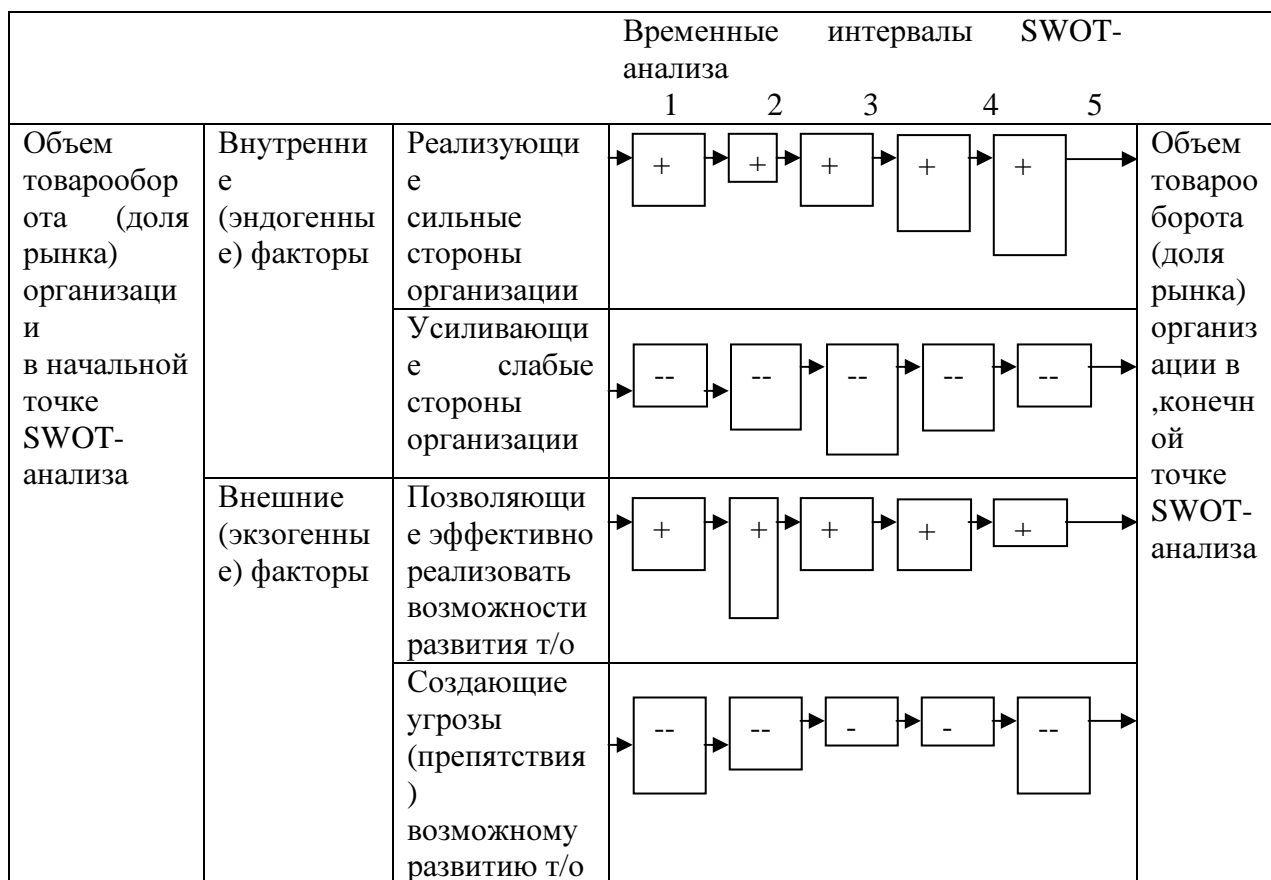 Временные интервалы SWOT-
анализа
1 2 3 4 5
Объем
товарообор
ота (доля
рынка)
организаци
и
в начальной
точке
SWOT-
анализа
Внутренни
е
(эндогенны
е) факторы
Реализующи
е
сильные
стороны
организации
+ + + + +
Усиливающи
е слабые
стороны
организации
-- -- -- -- --
Внешние
(экзогенны
е) факторы
Позволяющи
е эффективно
реализовать
возможности
развития т/о
+ + + + +
Создающие
угрозы
(препятствия
)
возможному
развитию т/о
-- -- - - --
Объем
товароо
борота
(доля
рынка)
организ
ации в
,конечн
ой
точке
SWOT-
анализа